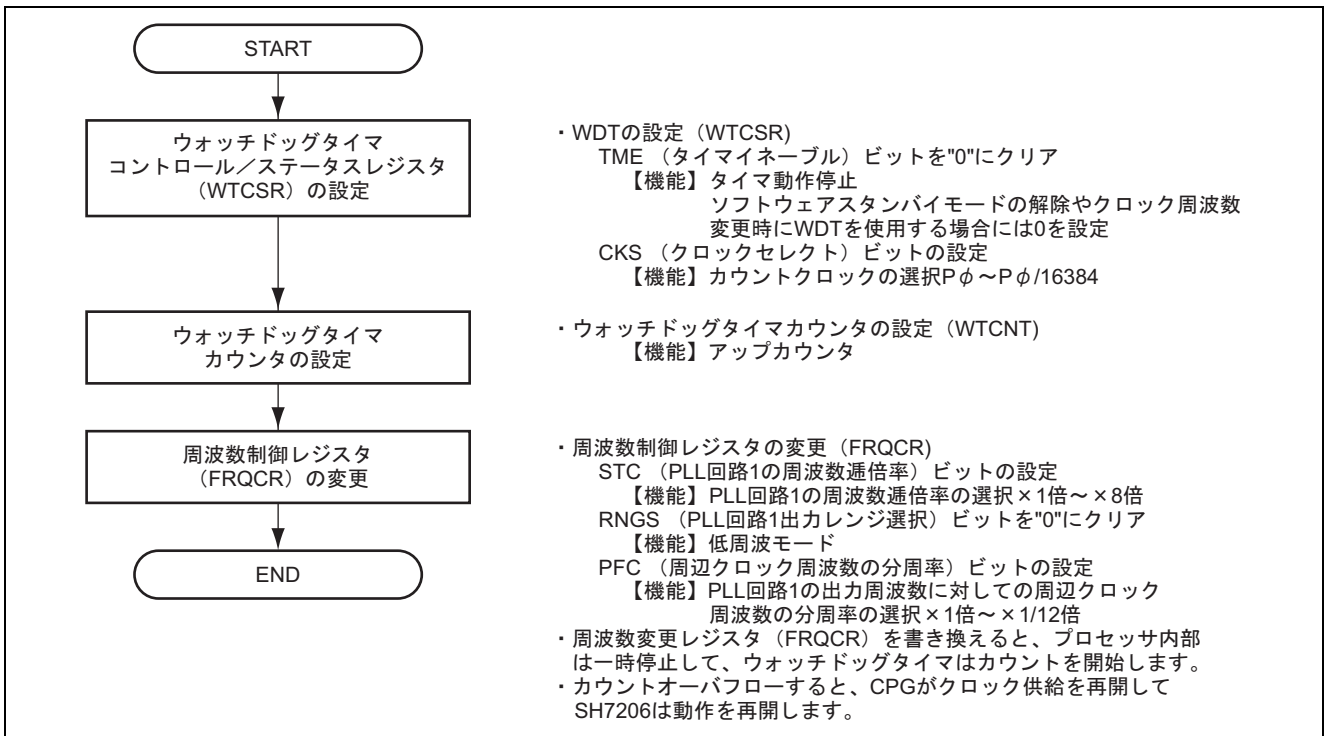 START
ウォッチドッグタイマ
コントロール／ステータスレジスタ
（WTCSR）の設定
・WDTの設定（WTCSR)
TME （タイマイネーブル）ビットを"0"にクリア
【機能】タイマ動作停止
ソフトウェアスタンバイモードの解除やクロック周波数
変更時にWDTを使用する場合には0を設定
CKS （クロックセレクト）ビットの設定
【機能】カウントクロックの選択Pφ～Pφ/16384
ウォッチドッグタイマ
カウンタの設定
・ウォッチドッグタイマカウンタの設定（WTCNT)
【機能】アップカウンタ
周波数制御レジスタ
（FRQCR）の変更
・周波数制御レジスタの変更（FRQCR)
STC （PLL回路1の周波数逓倍率）ビットの設定
【機能】PLL回路1の周波数逓倍率の選択×1倍～×8倍
RNGS （PLL回路1出力レンジ選択）ビットを"0"にクリア
【機能】低周波モード
PFC （周辺クロック周波数の分周率）ビットの設定
【機能】PLL回路1の出力周波数に対しての周辺クロック
周波数の分周率の選択×1倍～×1/12倍
・周波数変更レジスタ（FRQCR）を書き換えると、プロセッサ内部
は一時停止して、ウォッチドッグタイマはカウントを開始します。
・カウントオーバフローすると、CPGがクロック供給を再開して
SH7206は動作を再開します。
END